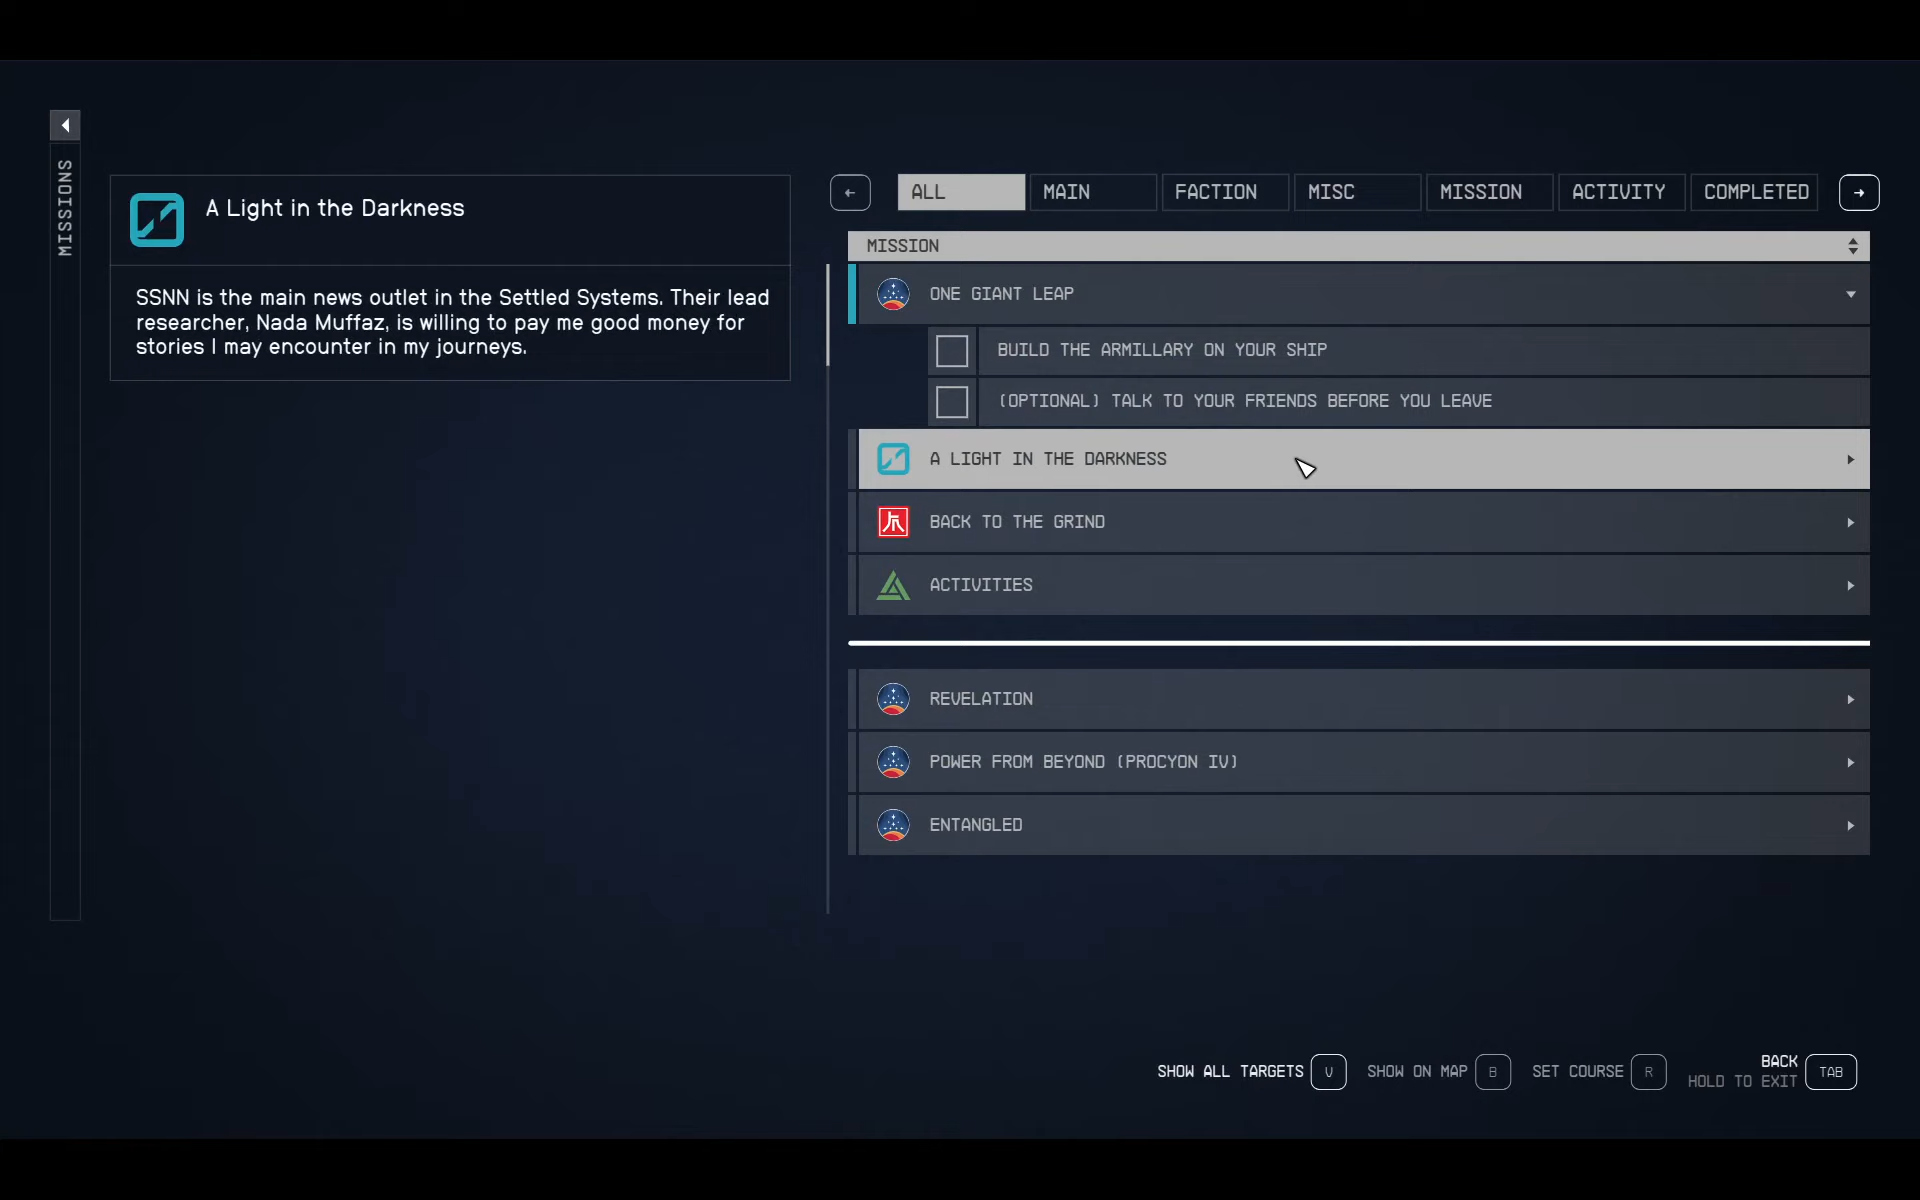 MISSIONS
A Light in the Darkness
SSNN is the main news outlet in the Settled Systems. Their lead
researcher, Nada Muffaz, is willing to pay me good money for
stories I may encounter in my journeys.
ALL MAIN FACTION MISC MISSION ACTIVITY COMPLETED
MISSION
ONE GIANT LEAP
BUILD THE ARMILLARY ON YOUR SHIP
(OPTIONAL) TALK TO YOUR FRIENDS BEFORE YOU LEAVE
A LIGHT IN THE DARKNESS
BACK TO THE GRIND
ACTIVITIES
REVELATION
POWER FROM BEYOND (PROCYON IV)
ENTANGLED
SHOW ALL TARGETS V SHOW ON MAP B SET COURSE R BACK TAB
HOLD TO EXIT